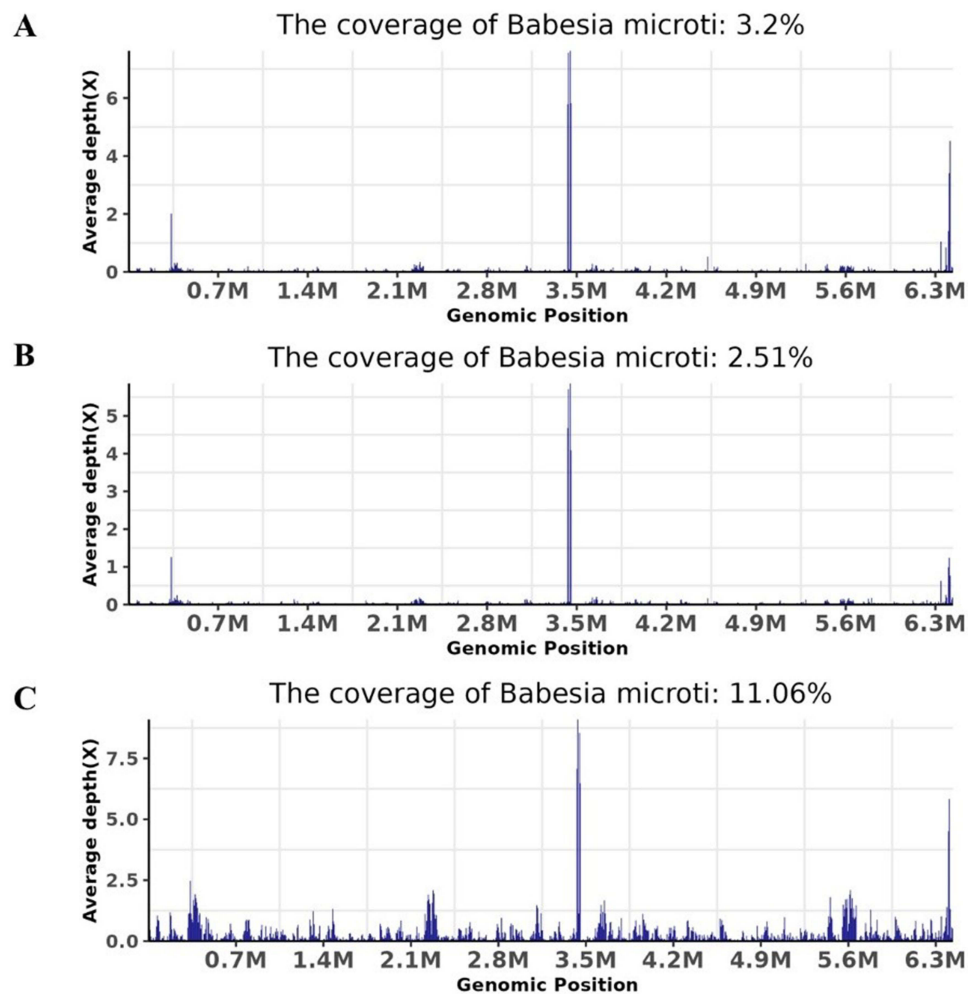 A
The coverage of Babesia microti: 3.2%
Average depth(X)
6
4
2
0
0.7M 1.4M 2.1M 2.8M 3.5M 4.2M 4.9M 5.6M 6.3M
Genomic Position
B
The coverage of Babesia microti: 2.51%
Average depth(X)
5
4
3
2
1
0
0.7M 1.4M 2.1M 2.8M 3.5M 4.2M 4.9M 5.6M 6.3M
Genomic Position
C
The coverage of Babesia microti: 11.06%
Average depth(X)
7.5
5.0
2.5
0.0
0.7M 1.4M 2.1M 2.8M 3.5M 4.2M 4.9M 5.6M 6.3M
Genomic Position